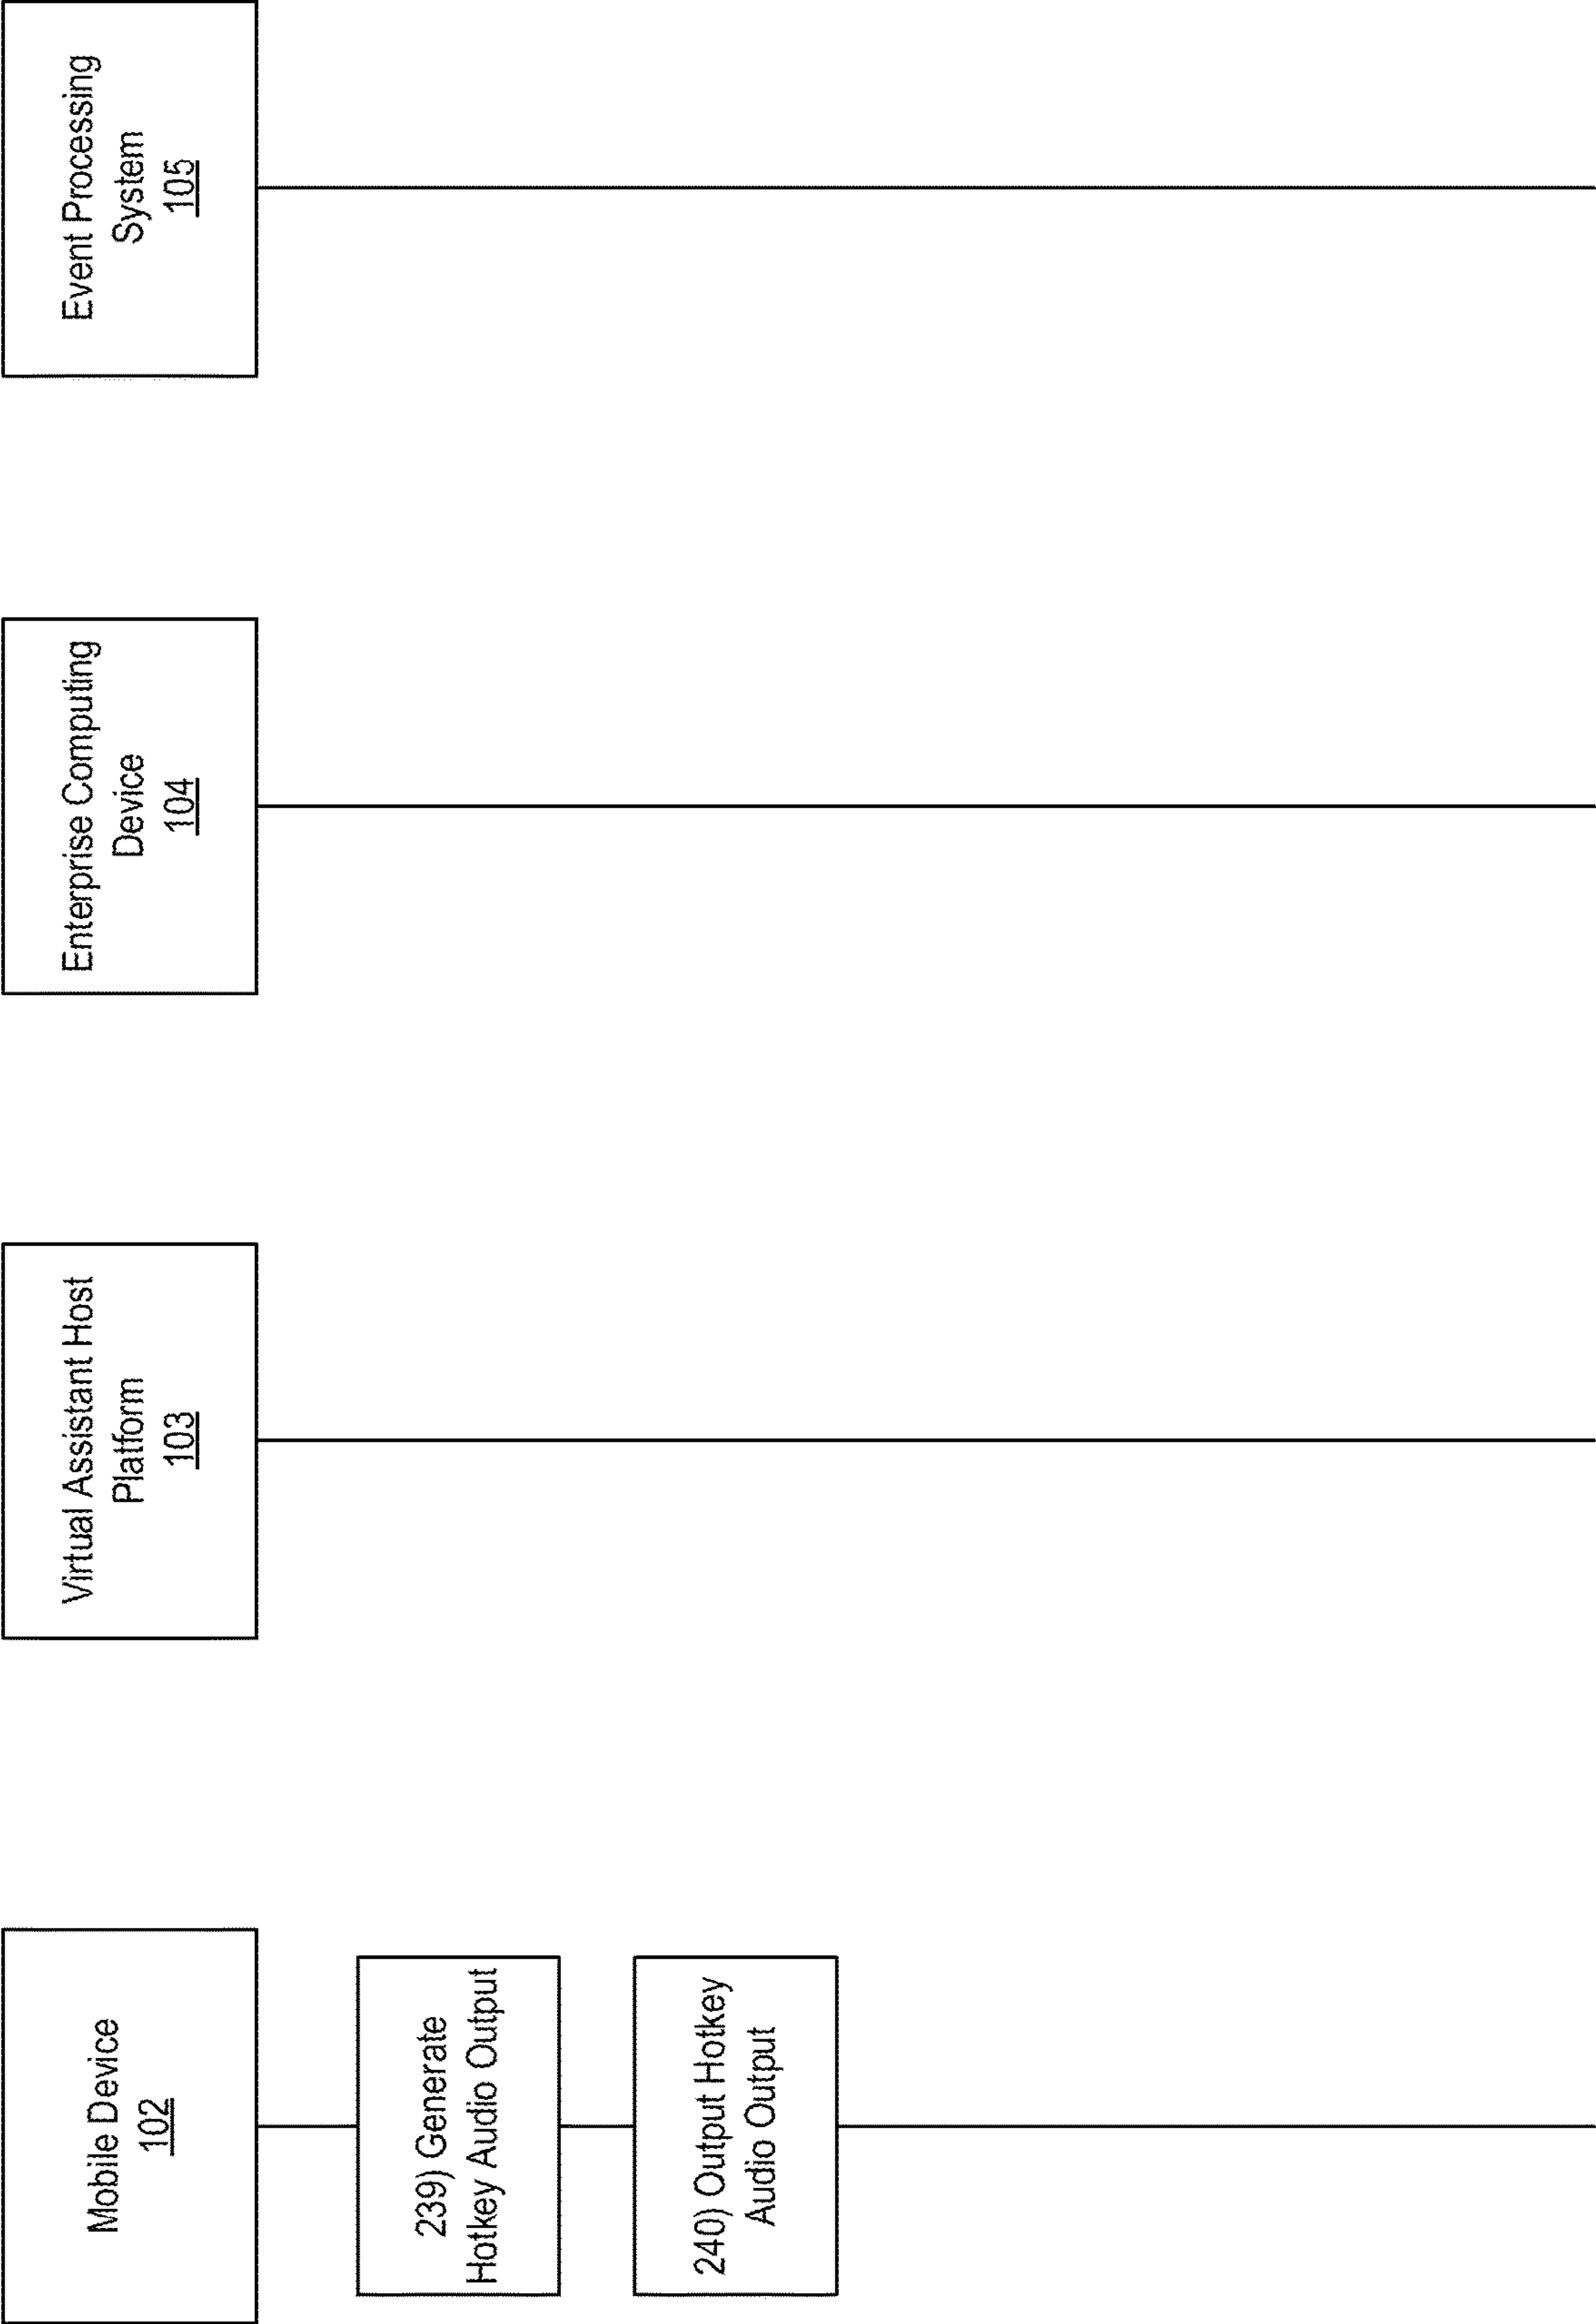 Mobile Device
102
Virtual Assistant Host
Platform
103
Enterprise Computing
Device
104
Event Processing
System
105
239) Generate
Hotkey Audio Output
240) Output Hotkey
Audio Output